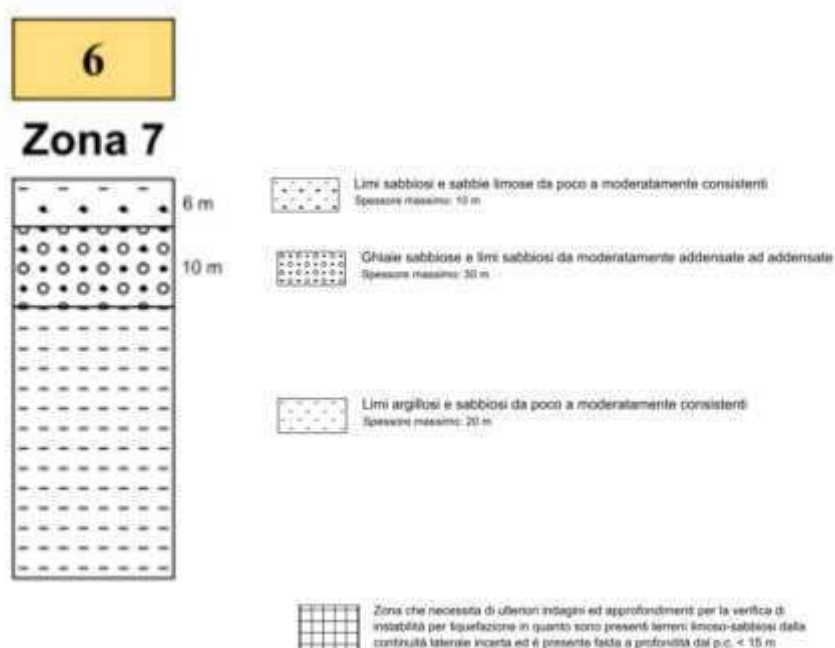 6
Zona 7
6 m
Limi sabbiosi e sabbie limose da poco a moderatamente consistenti
Spessore massimo: 10 m
10 m
Ghiaie sabbiose e limi sabbiosi da moderatamente addensate ad addensate
Spessore massimo: 30 m
Limi argillosi e sabbiosi da poco a moderatamente consistenti
Spessore massimo: 20 m
Zona che necessita di ulteriori indagini ed approfondimenti per la verifica di
instabilità per liquefazione in quanto sono presenti terreni limoso-sabbiosi dalla
continuità laterale incerta ed è presente falda a profondità dal p.c. < 15 m